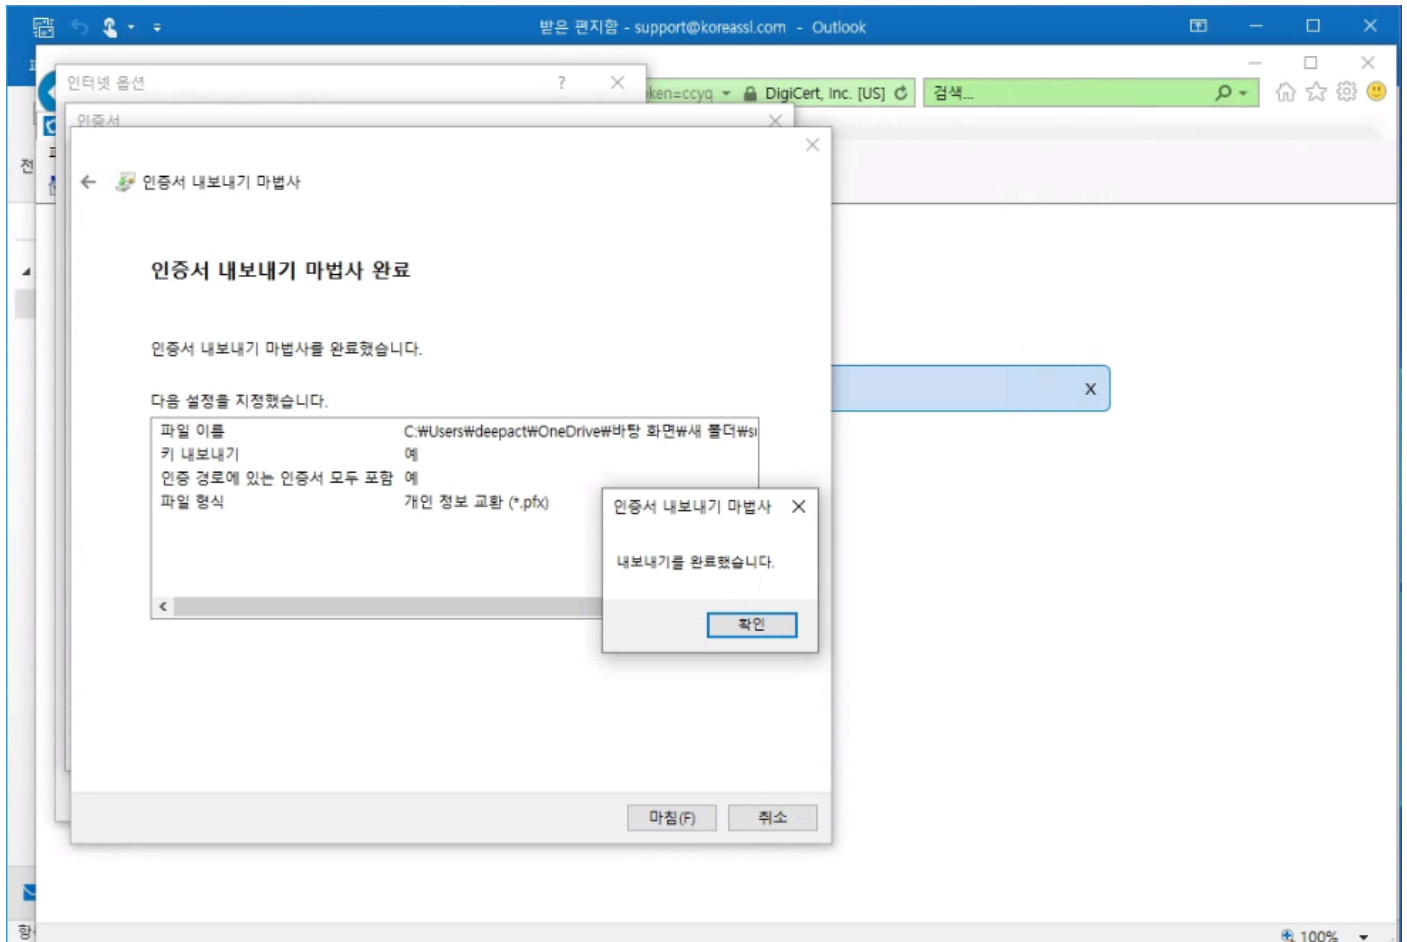 받은 편지함 - support@koreassl.com - Outlook
인터넷 옵션 ?
ken=ccyq DigiCert, Inc. [US] 검색...
인증서
전
인증서 내보내기 마법사
인증서 내보내기 마법사 완료
인증서 내보내기 마법사를 완료했습니다.
다음 설정을 지정했습니다.
파일 이름 C:₩Users₩deepact₩OneDrive₩바탕 화면₩새 폴더₩s
키 내보내기 예
인증 경로에 있는 인증서 모두 포함 예
파일 형식 개인 정보 교환 (*.pfx)
인증서 내보내기 마법사
내보내기를 완료했습니다.
확인
마침(F) 취소
항
100%